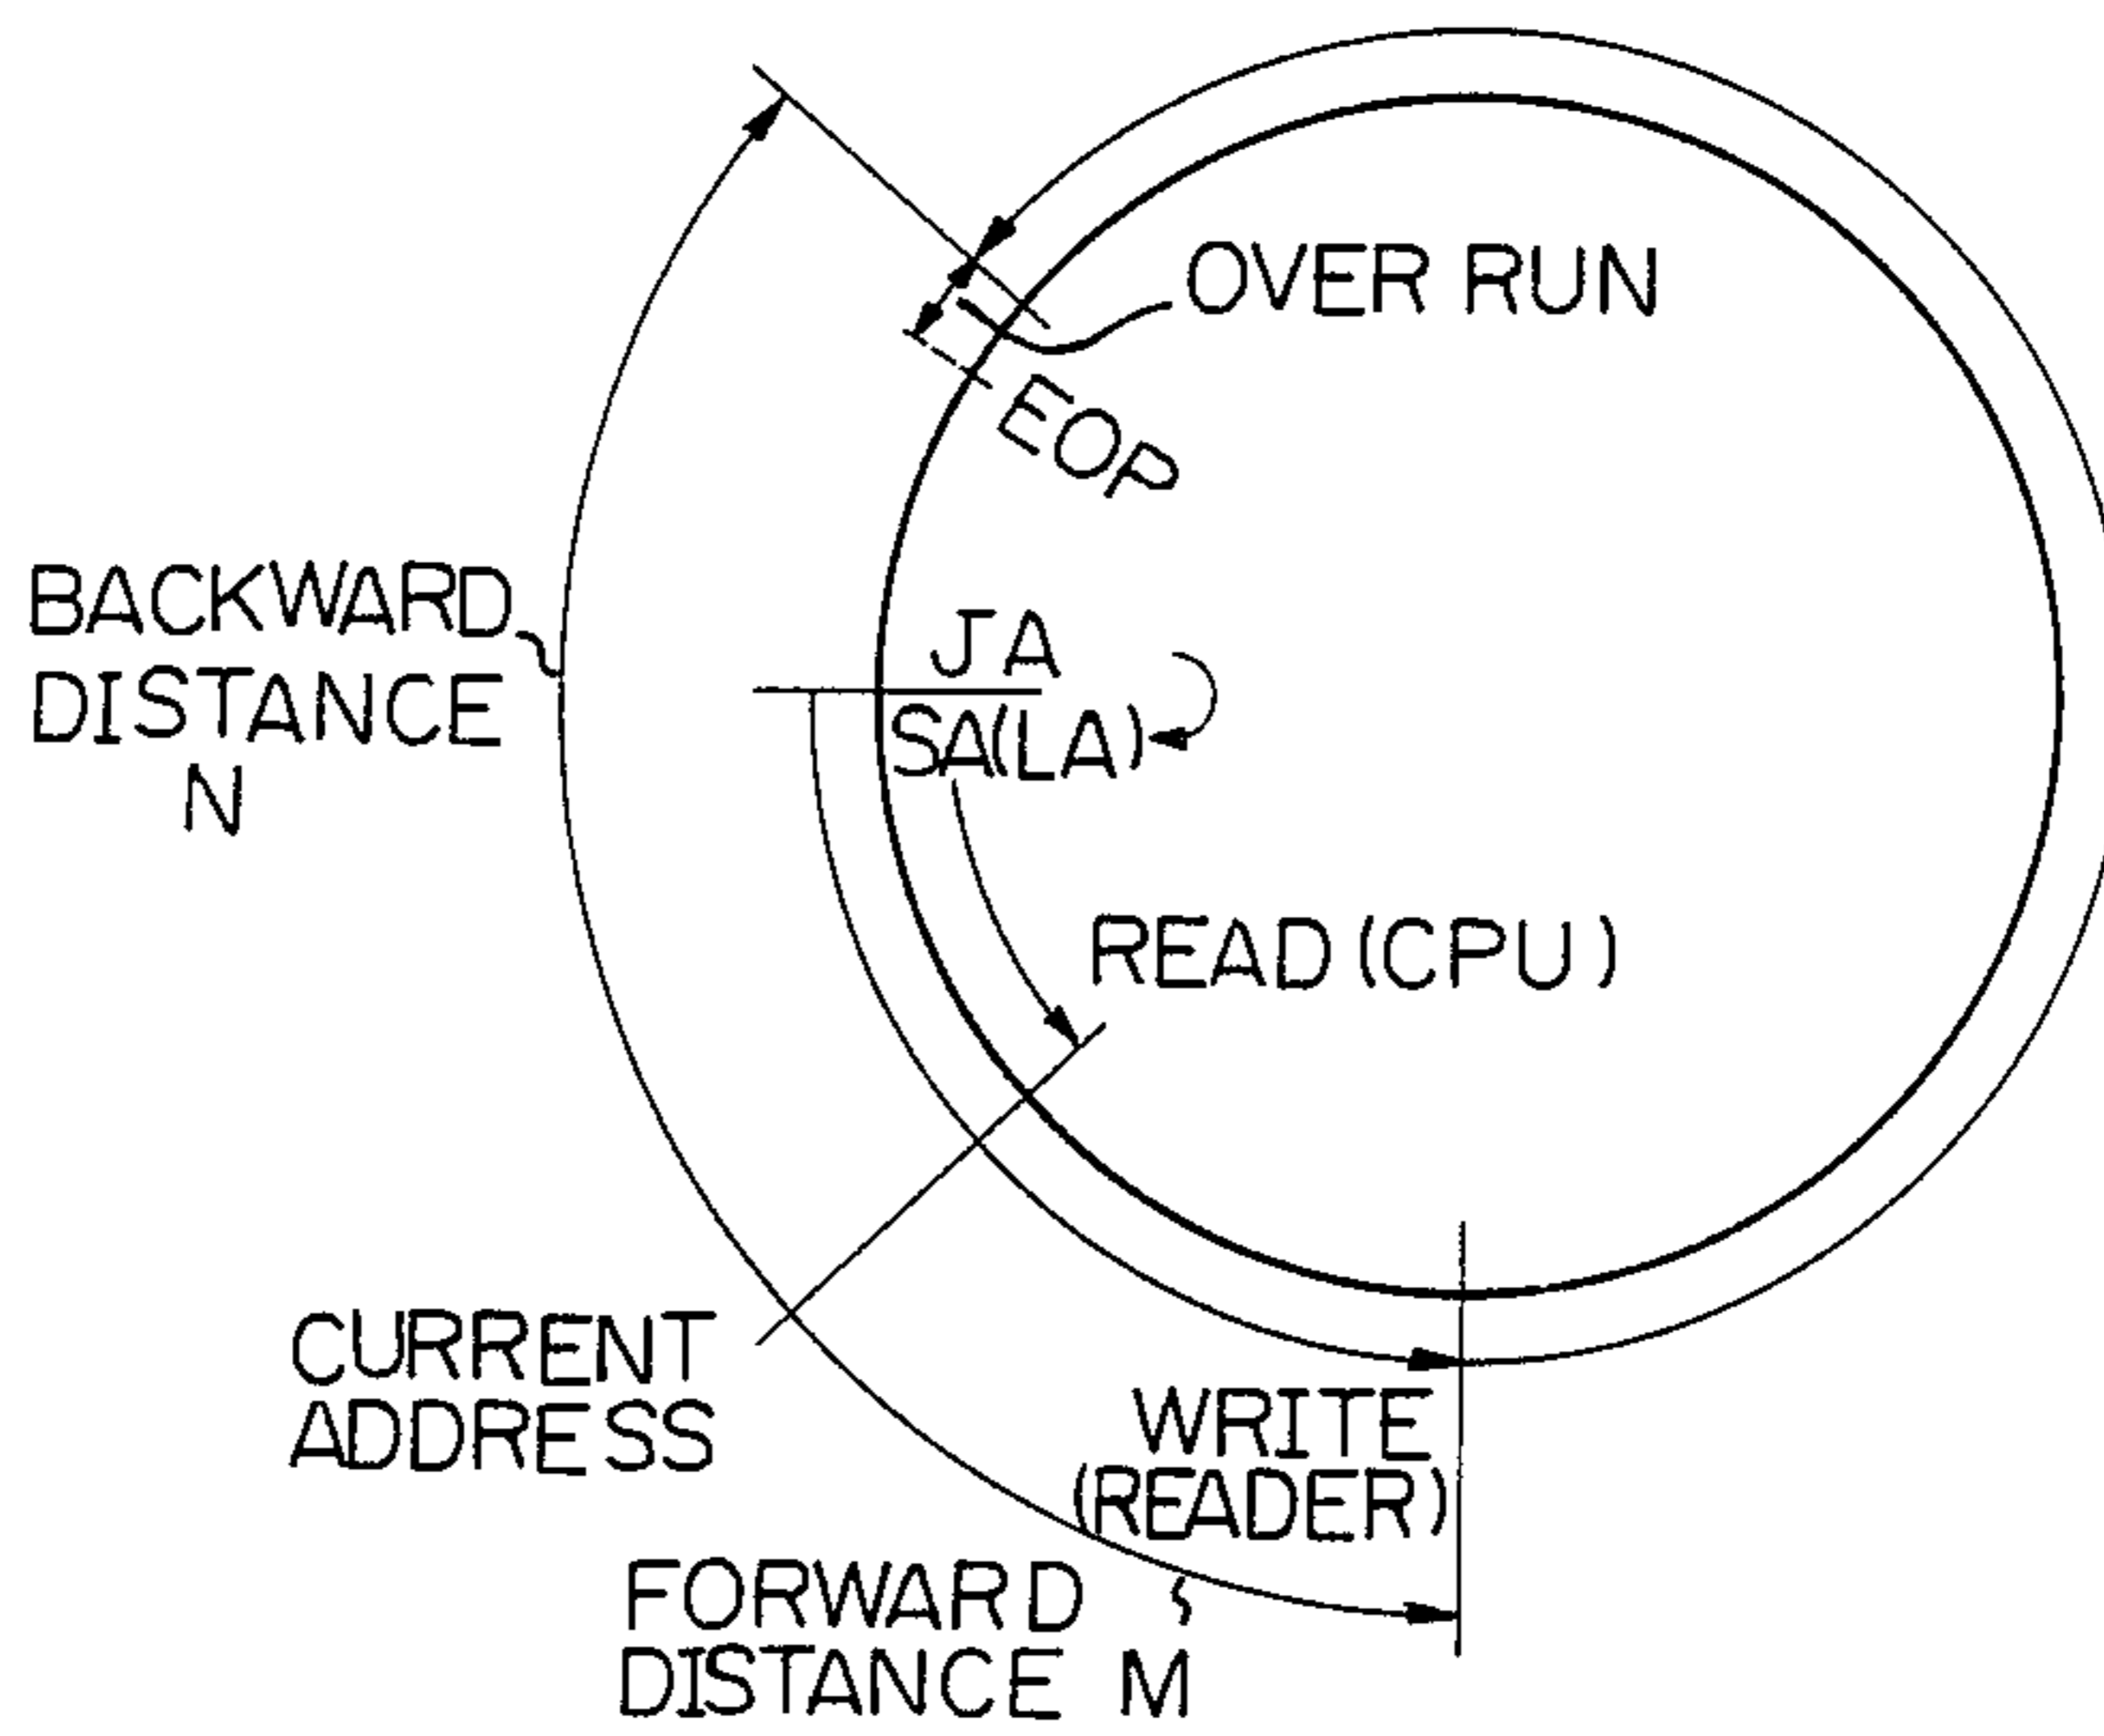 OVER RUN
EOP
BACKWARD
DISTANCE
N
JA
SA(LA)
READ (CPU)
CURRENT
ADDRESS
WRITE
(READER)
FORWARD
DISTANCE M